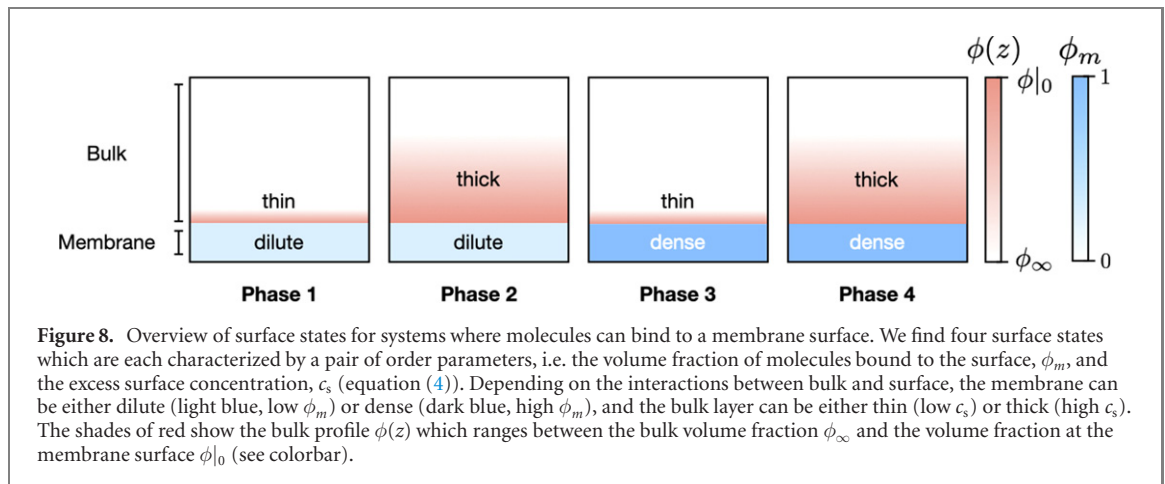 ϕ(z) ϕm
ϕ|0 1
Bulk
thin thick thin thick
Membrane dilute dilute dense dense
ϕ∞ 0
Phase 1 Phase 2 Phase 3 Phase 4
Figure 8. Overview of surface states for systems where molecules can bind to a membrane surface. We find four surface states
which are each characterized by a pair of order parameters, i.e. the volume fraction of molecules bound to the surface, ϕm, and
the excess surface concentration, cs (equation (4)). Depending on the interactions between bulk and surface, the membrane can
be either dilute (light blue, low ϕm) or dense (dark blue, high ϕm), and the bulk layer can be either thin (low cs) or thick (high cs).
The shades of red show the bulk profile ϕ(z) which ranges between the bulk volume fraction ϕ∞ and the volume fraction at the
membrane surface ϕ|0 (see colorbar).